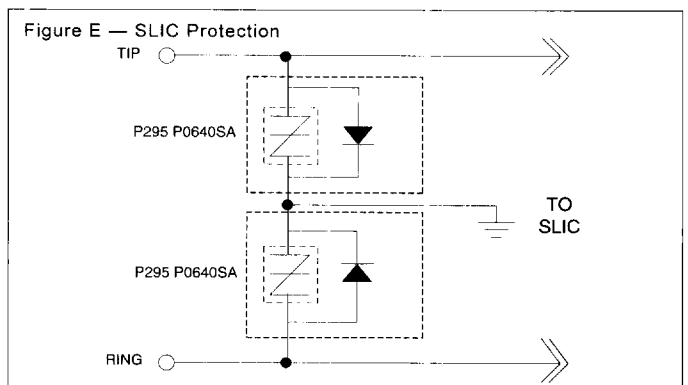 Figure E — SLIC Protection
TIP
P295 P0640SA
TO
SLIC
P295 P0640SA
RING